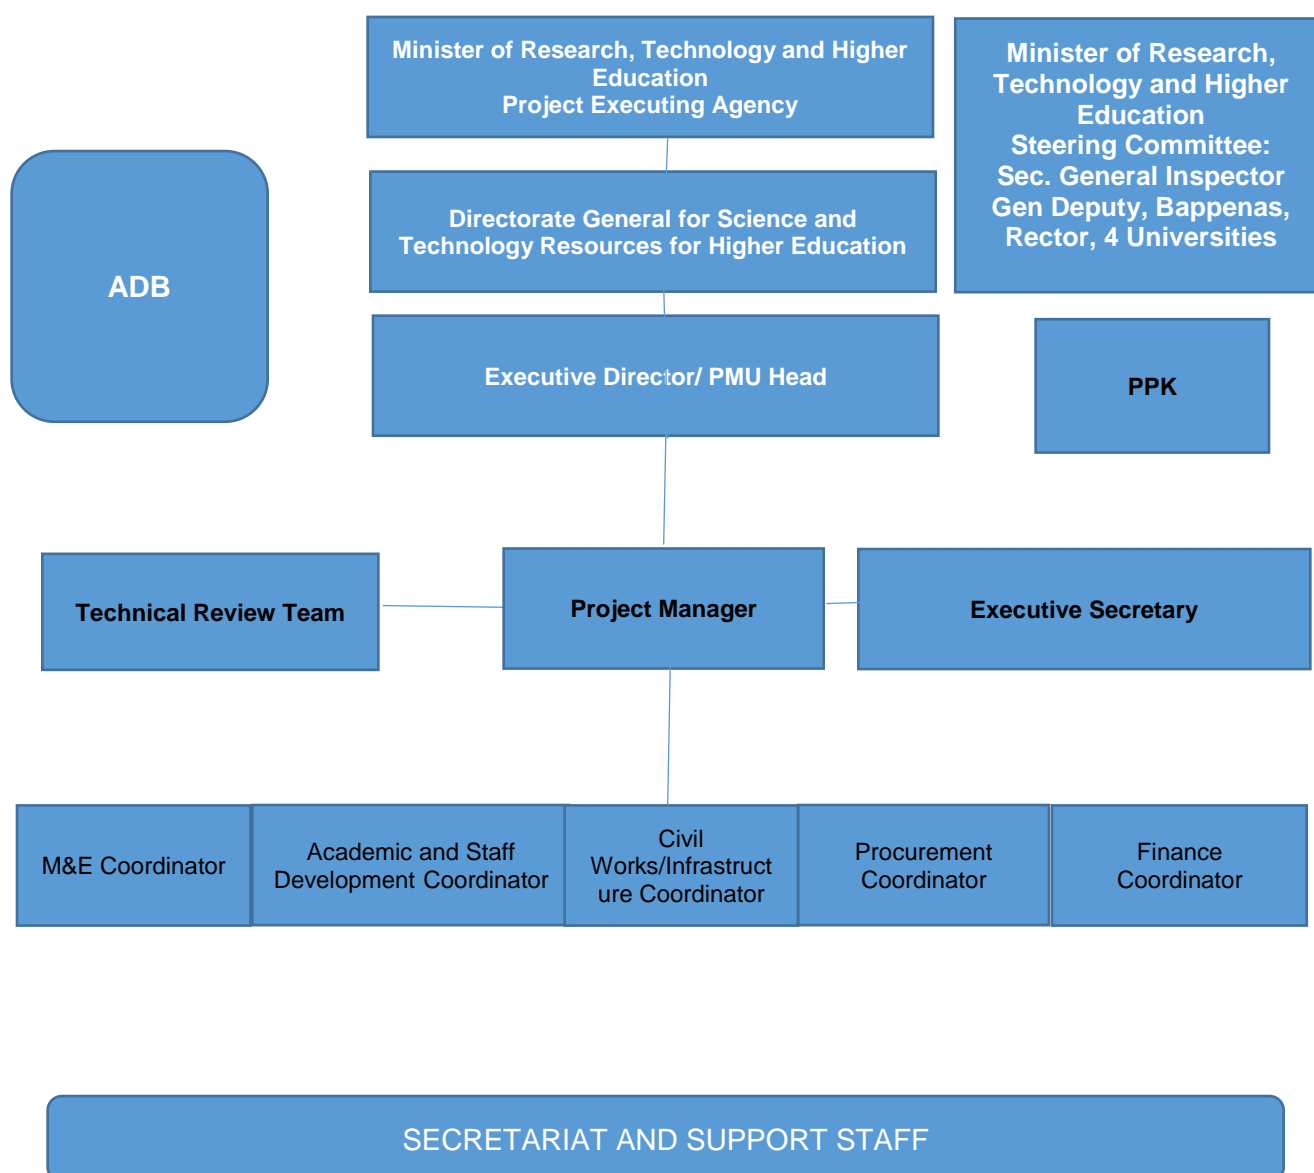 Minister of Research, Technology and Higher
Education
Project Executing Agency
Minister of Research,
Technology and Higher
Education
Steering Committee:
Sec. General Inspector
Gen Deputy, Bappenas,
Rector, 4 Universities
Directorate General for Science and
Technology Resources for Higher Education
ADB
Executive Director/ PMU Head
PPK
Technical Review Team
Project Manager
Executive Secretary
M&E Coordinator
Academic and Staff
Development Coordinator
Civil
Works/Infrastruct
ure Coordinator
Procurement
Coordinator
Finance
Coordinator
SECRETARIAT AND SUPPORT STAFF